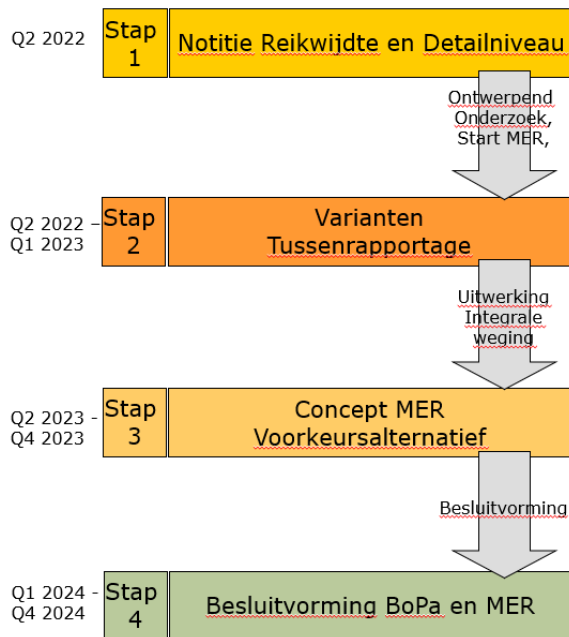 Q2 2022
Stap
1
Notitie Reikwijdte en Detailniveau
Ontwerpend
Onderzoek,
Start MER,
Q2 2022 –
Q1 2023
Stap
2
Varianten
Tussenrapportage
Uitwerking
Integrale
weging
Q2 2023 -
Q4 2023
Stap
3
Concept MER
Voorkeursalternatief
Besluitvorming
Q1 2024 -
Q4 2024
Stap
4
Besluitvorming BoPa en MER